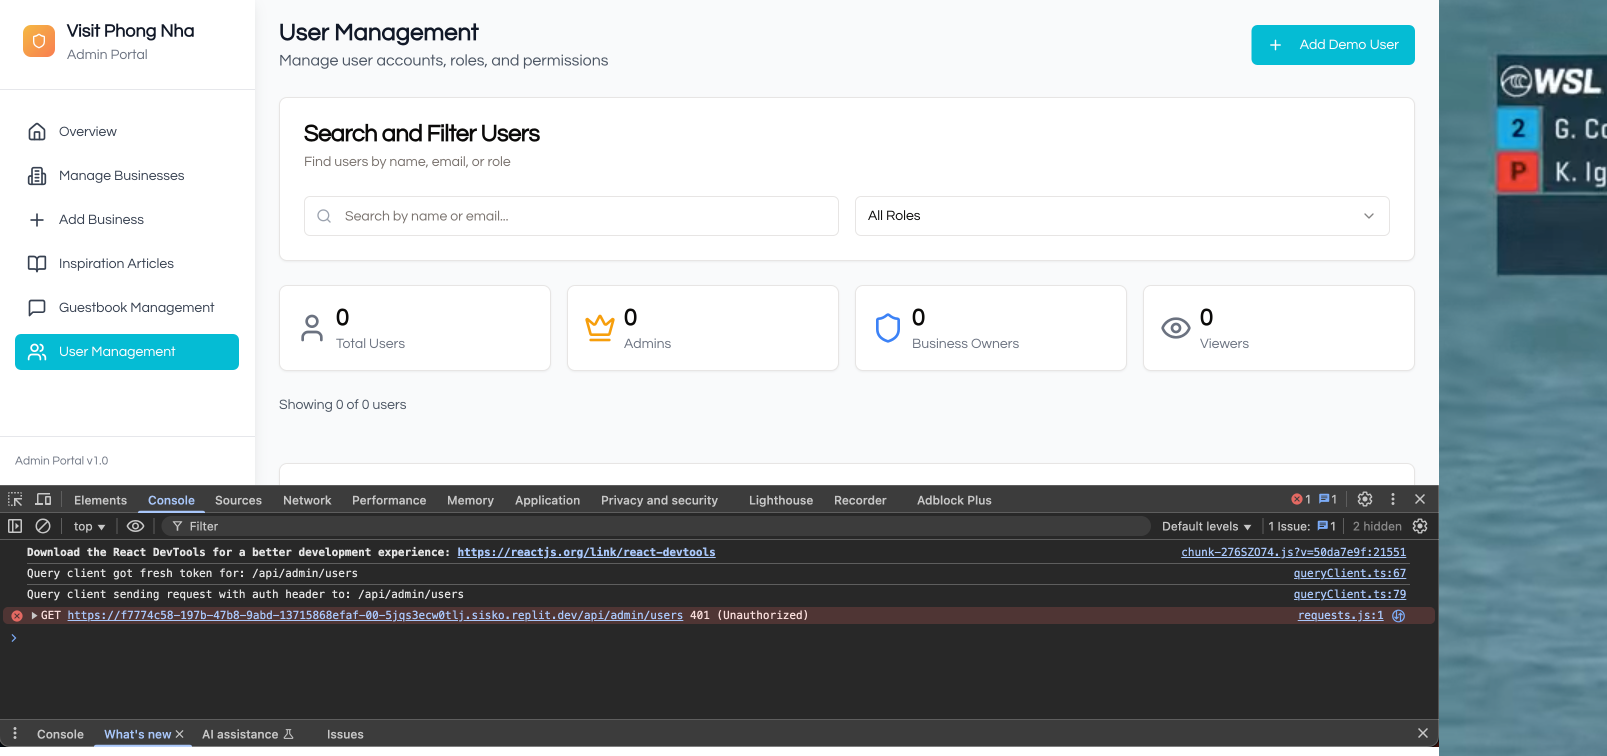 Visit Phong Nha
Admin Portal
Overview
Manage Businesses
Add Business
Inspiration Articles
Guestbook Management
User Management
Admin Portal v1.0
User Management
Manage user accounts, roles, and permissions
Add Demo User
Search and Filter Users
Find users by name, email, or role
Search by name or email...
All Roles
0
Total Users
0
Admins
0
Business Owners
0
Viewers
Showing 0 of 0 users
WSL
2 G. Co
P K. Ig
Elements Console Sources Network Performance Memory Application Privacy and security Lighthouse Recorder Adblock Plus 1 1
top Filter Default levels 1 Issue: 1 2 hidden
Download the React DevTools for a better development experience: https://reactjs.org/link/react-devtools chunk-276SZO74.js?v=50da7e9f:21551
Query client got fresh token for: /api/admin/users queryClient.ts:67
Query client sending request with auth header to: /api/admin/users queryClient.ts:79
GET https://f7774c58-197b-47b8-9abd-13715868efaf-00-5jqs3ecw0tlj.sisko.replit.dev/api/admin/users 401 (Unauthorized) requests.js:1
Console What's new AI assistance Issues